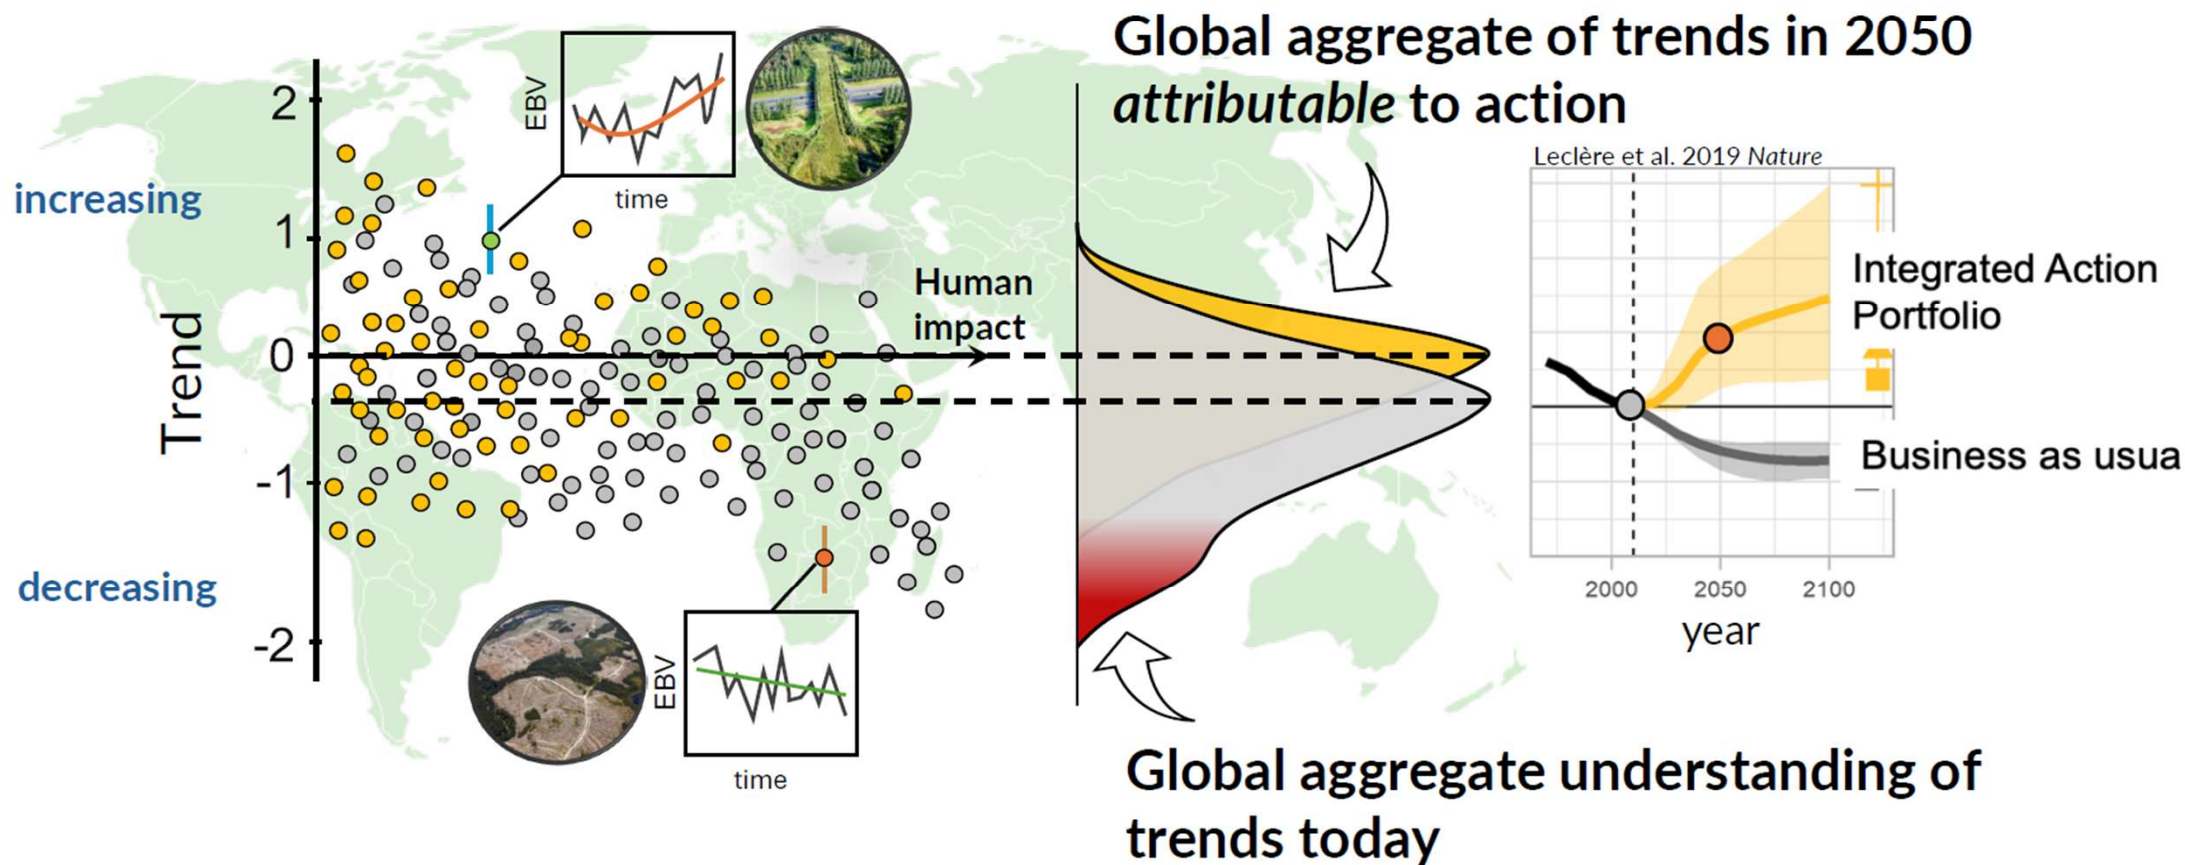 Global aggregate of trends in 2050
attributable to action
Leclère et al. 2019 Nature
EBV
time
2
increasing
1
Human
impact
0
Trend
-1
decreasing
-2
EBV
time
Integrated Action
Portfolio
Business as usua
2000
2050
2100
year
Global aggregate understanding of
trends today